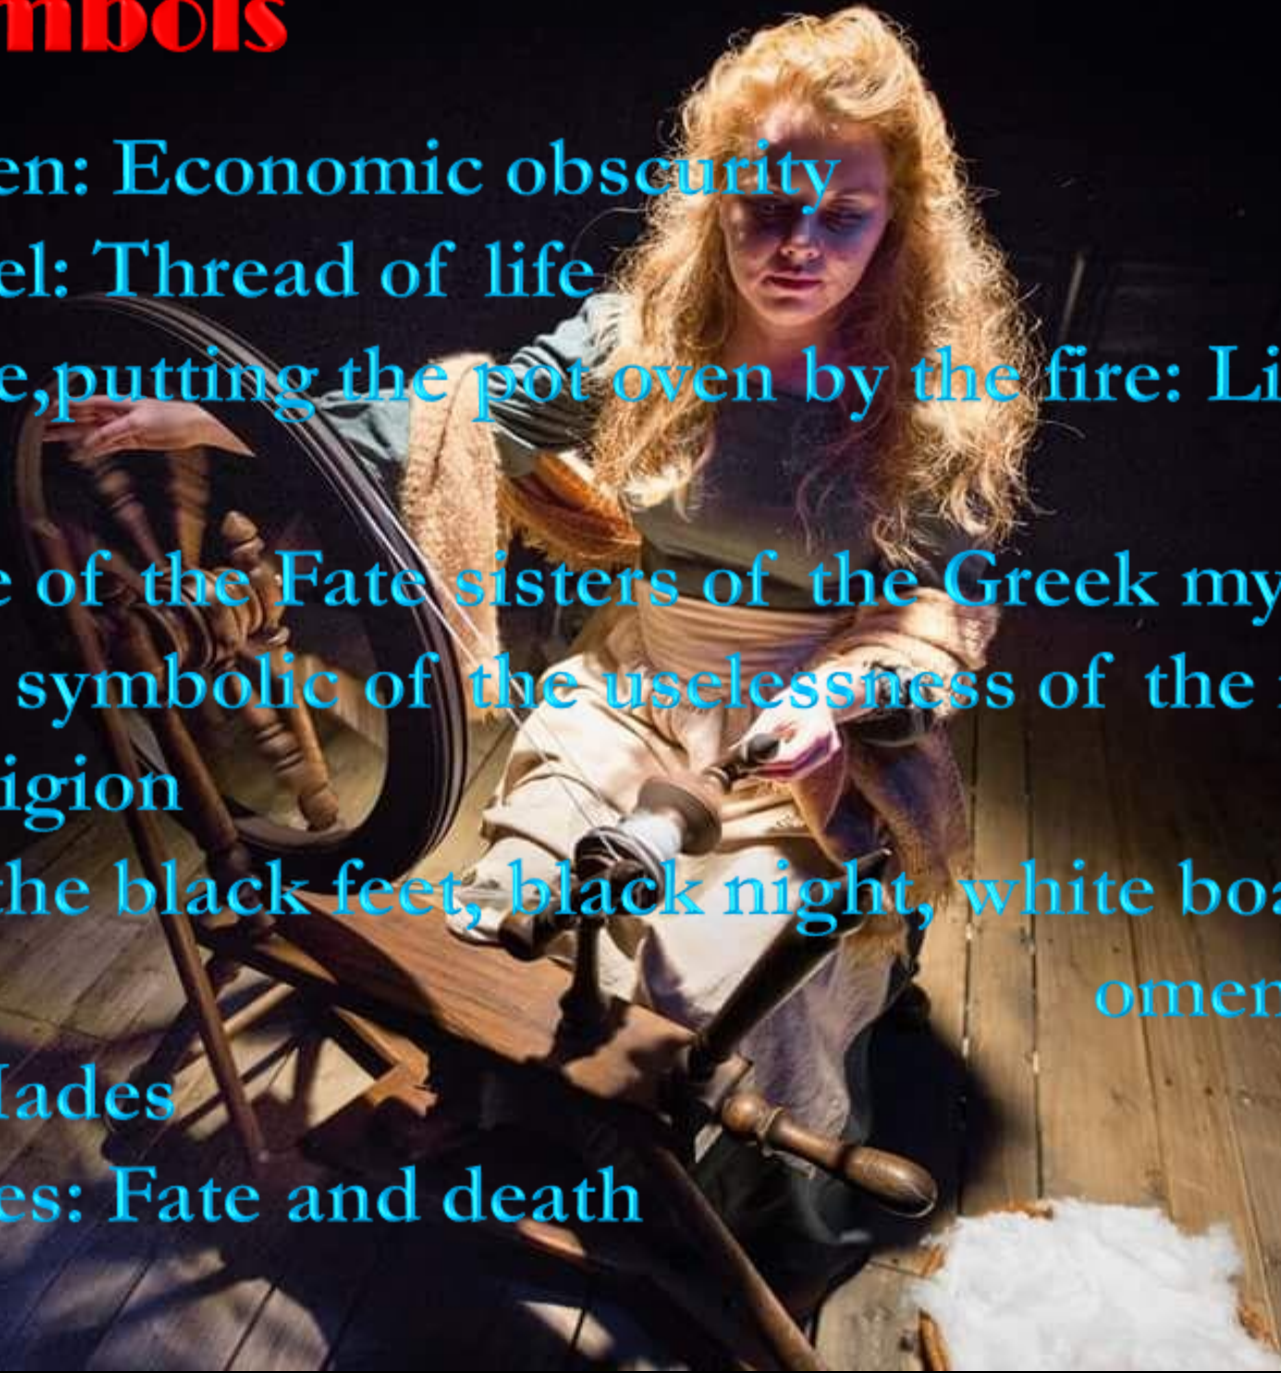 mbols
en: Economic obscurity
el: Thread of life
e,putting the pot oven by the fire: Li
e of the Fate sisters of the Greek my
symbolic of the uselessness of the
igion
the black feet, black night, white boa
omen
Hades
es: Fate and death